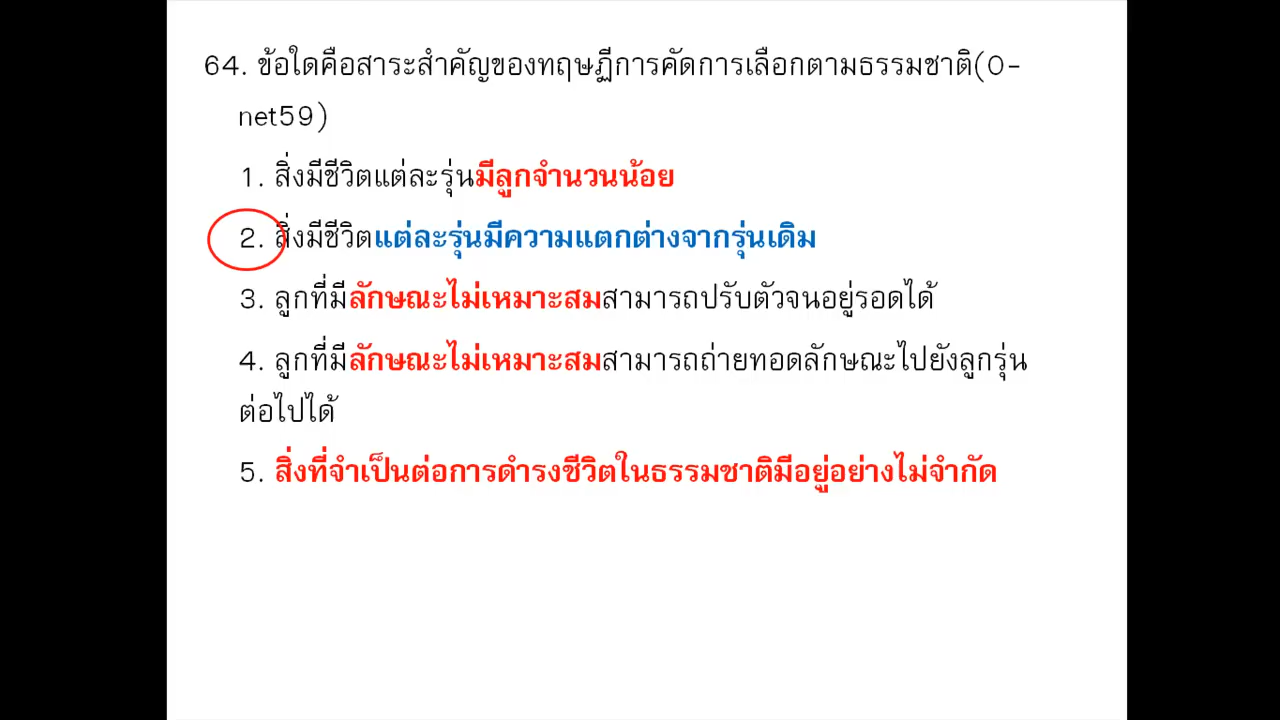 64. ข้อใดคือสาระสำคัญของทฤษฏีการคัดการเลือกตามธรรมชาติ(O-
net59)
1. สิ่งมีชีวิตแต่ละรุ่นมีลูกจำนวนน้อย
2. สิ่งมีชีวิตแต่ละรุ่นมีความแตกต่างจากรุ่นเดิม
3. ลูกที่มีลักษณะไม่เหมาะสมสามารถปรับตัวจนอยู่รอดได้
4. ลูกที่มีลักษณะไม่เหมาะสมสามารถถ่ายทอดลักษณะไปยังลูกรุ่น
ต่อไปได้
5. สิ่งที่จำเป็นต่อการดำรงชีวิตในธรรมชาติมีอยู่อย่างไม่จำกัด